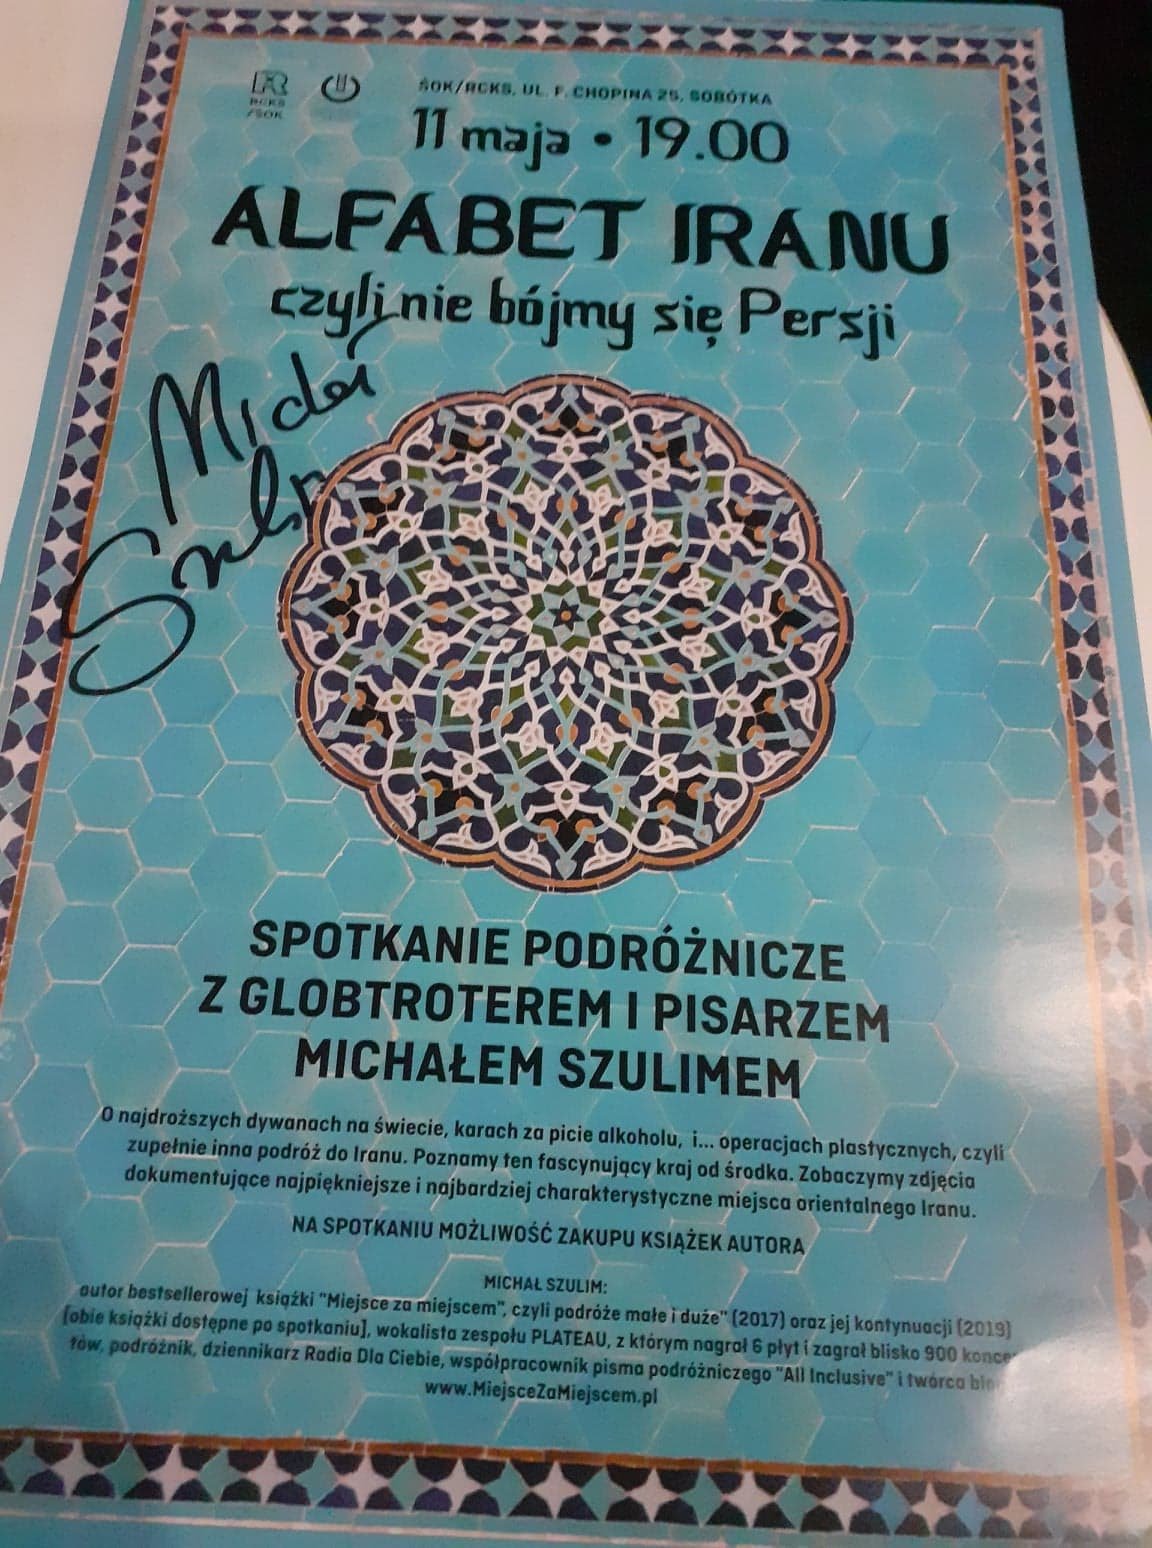 RCKS
/ŚOK
ŚOK/RCKS, UL. F. CHOPINA 25, SOBÓTKA
11 maja • 19.00
ALFABET IRANU
czyli nie bójmy się Persji
SPOTKANIE PODRÓŻNICZE
Z GLOBTROTEREM I PISARZEM
MICHAŁEM SZULIMEM
O najdroższych dywanach na świecie, karach za picie alkoholu, i... operacjach plastycznych, czyli
zupełnie inna podróż do Iranu. Poznamy ten fascynujący kraj od środka. Zobaczymy zdjęcia
dokumentujące najpiękniejsze i najbardziej charakterystyczne miejsca orientalnego Iranu.
NA SPOTKANIU MOŻLIWOŚĆ ZAKUPU KSIĄŻEK AUTORA
MICHAŁ SZULIM:
autor bestsellerowej książki "Miejsce za miejscem", czyli podróże małe i duże" (2017) oraz jej kontynuacji (2019)
(obie książki dostępne po spotkaniu), wokalista zespołu PLATEAU, z którym nagrał 6 płyt i zagrał blisko 900 konce
tów, podróżnik, dziennikarz Radia Dla Ciebie, współpracownik pisma podróżniczego "All Inclusive" i twórca
www.MiejsceZaMiejscem.pl